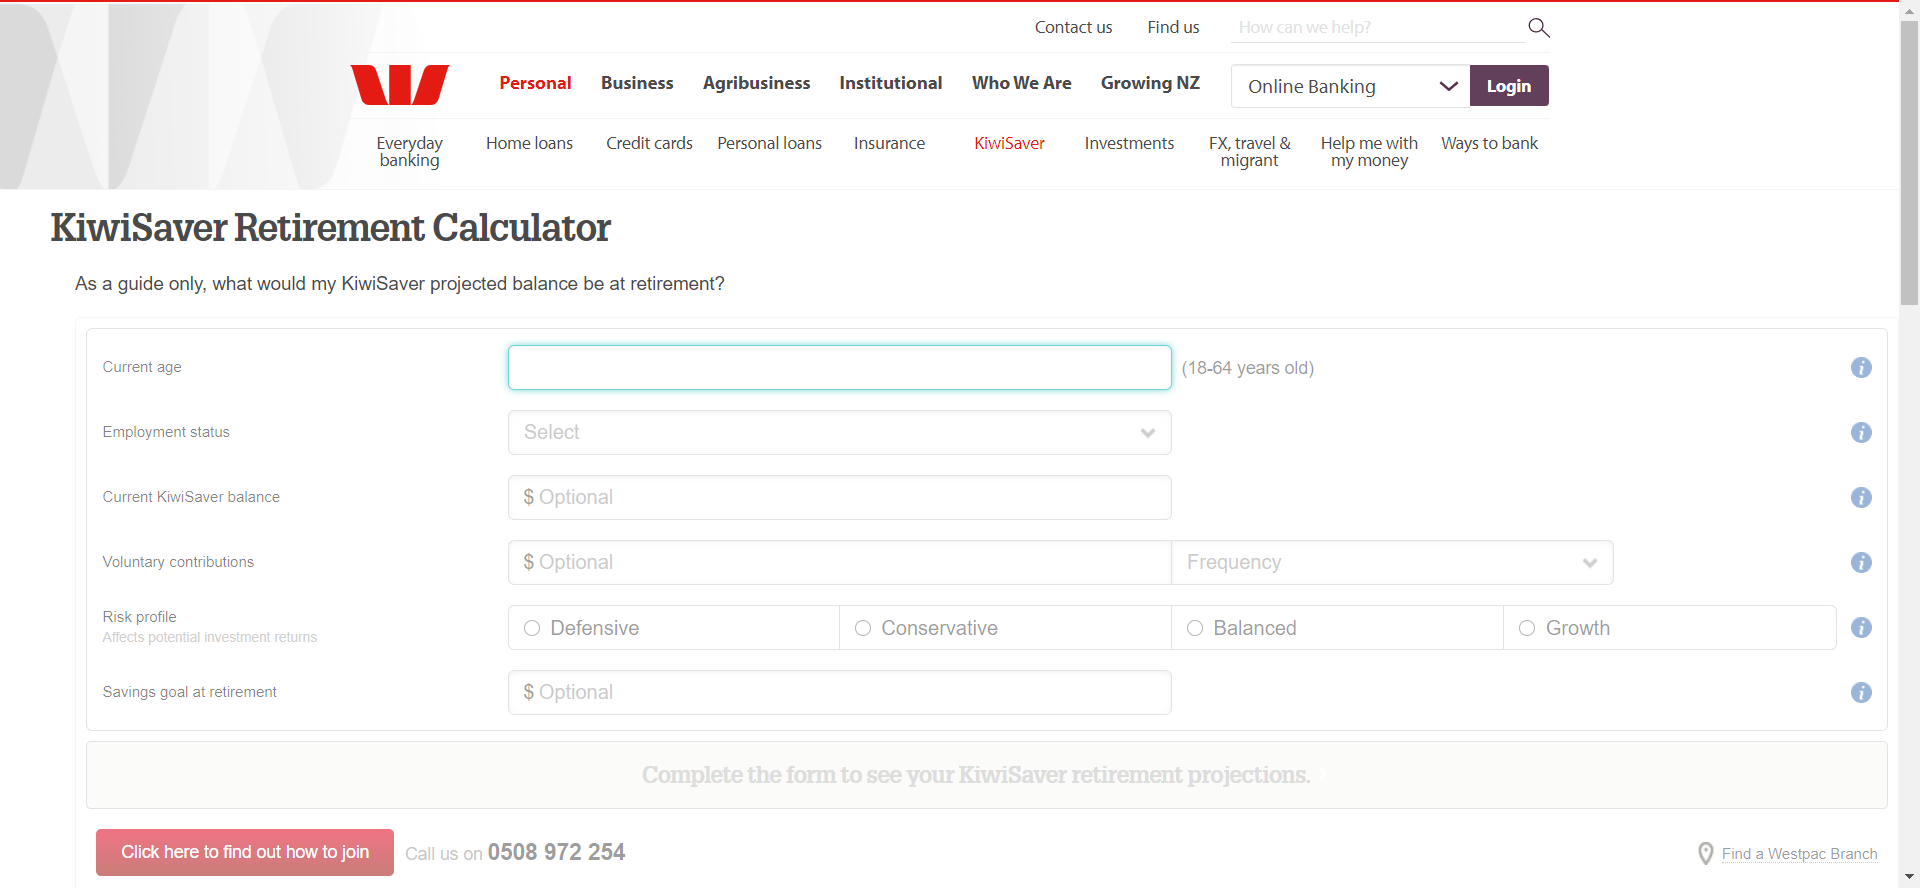 Contact us
Find us
How can we help?
Personal
Business
Agribusiness
Institutional
Who We Are
Growing NZ
Online Banking
Login
Everyday
banking
Home loans
Credit cards
Personal loans
Insurance
KiwiSaver
Investments
FX, travel &
migrant
Help me with
my money
Ways to bank
KiwiSaver Retirement Calculator
As a guide only, what would my KiwiSaver projected balance be at retirement?
Current age
(18-64 years old)
Employment status
Select
Current KiwiSaver balance
$ Optional
Voluntary contributions
$ Optional
Frequency
Risk profile
Affects potential investment returns
Defensive
Conservative
Balanced
Growth
Savings goal at retirement
$ Optional
Complete the form to see your KiwiSaver retirement projections.
Click here to find out how to join
Call us on 0508 972 254
Find a Westpac Branch